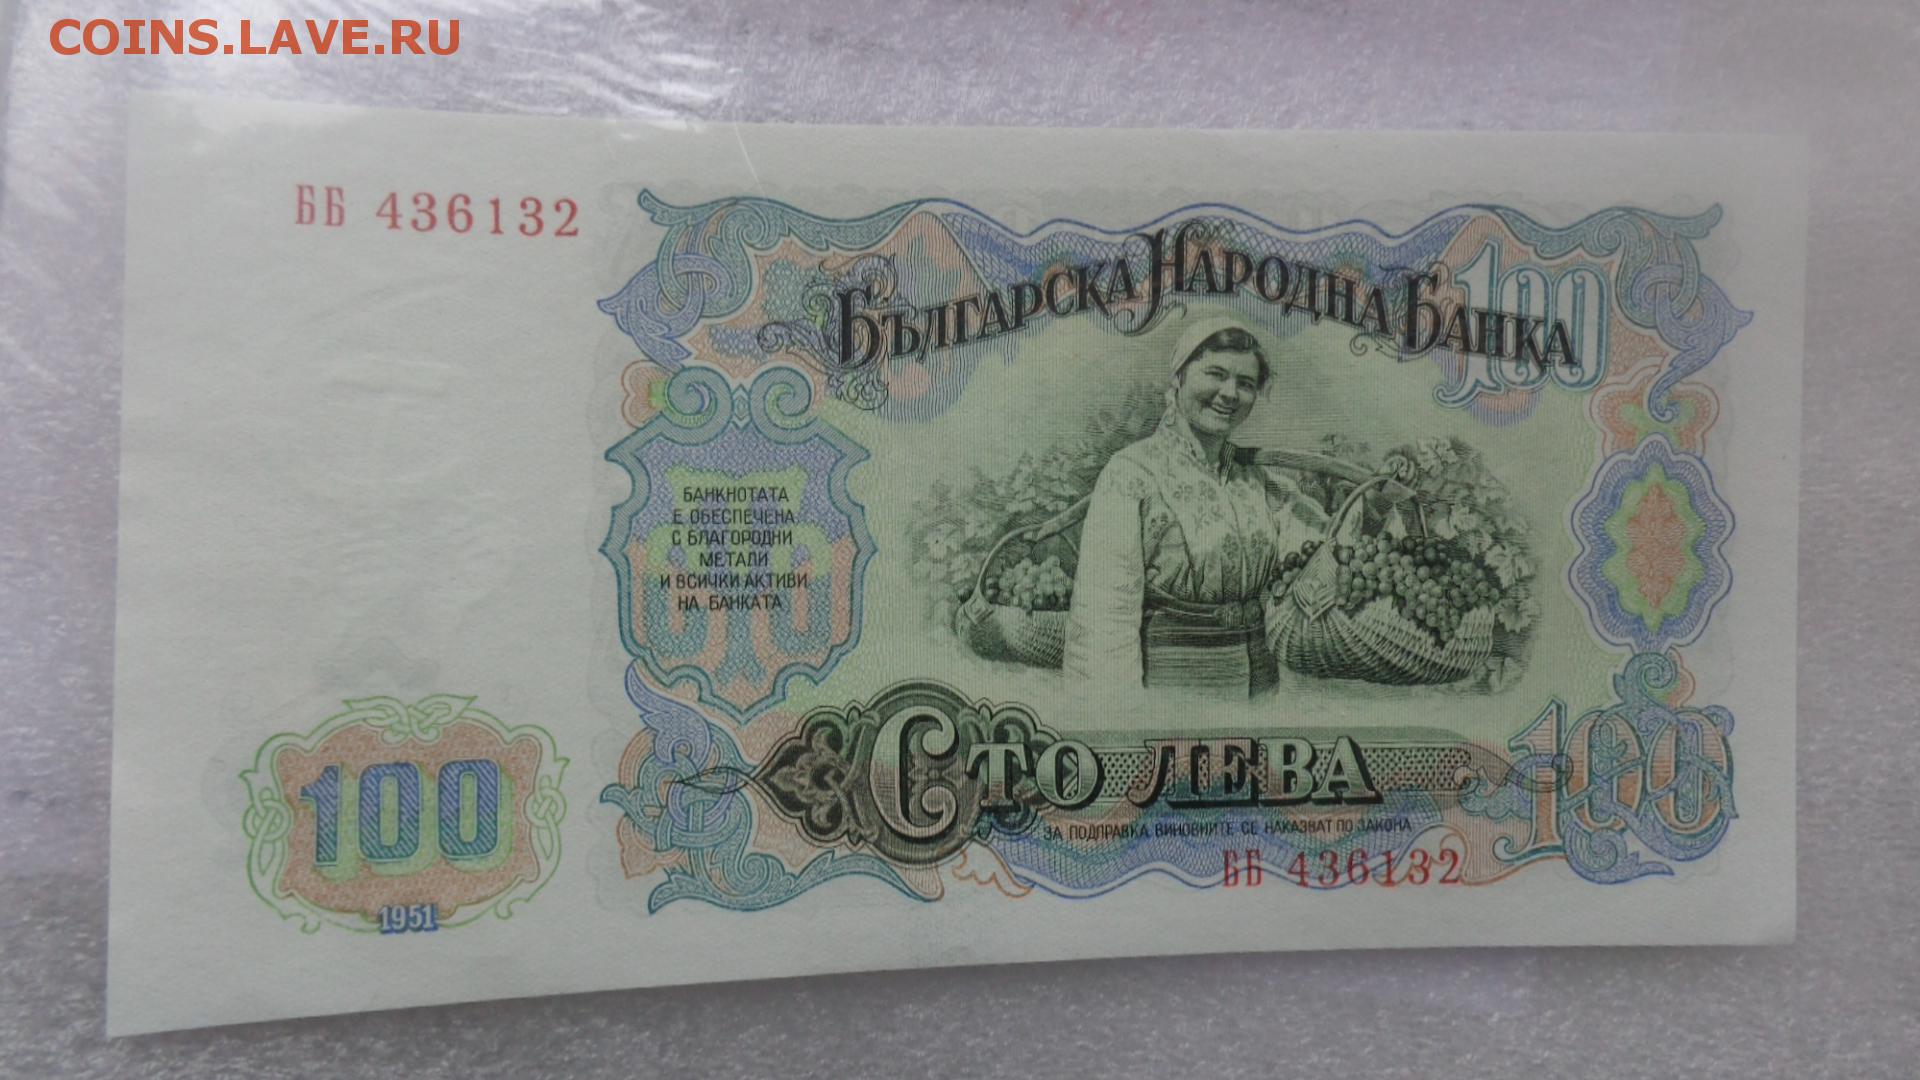 COINS.LAVE.RU
ББ 436132
БЪЛГАРСКА НАРОДНА БАНКА
100
БАНКНОТАТА
Е ОБЕСПЕЧЕНА
С БЛАГОРОДНИ
МЕТАЛИ
И ВСИЧКИ АКТИВИ
НА БАНКАТА
СТО
СТО ЛЕВА
100
ЗА ПОДПРАВКА ВИНОВНИТЕ СЕ НАКАЗВАТ ПО ЗАКОНА
ББ 436132
100
1951